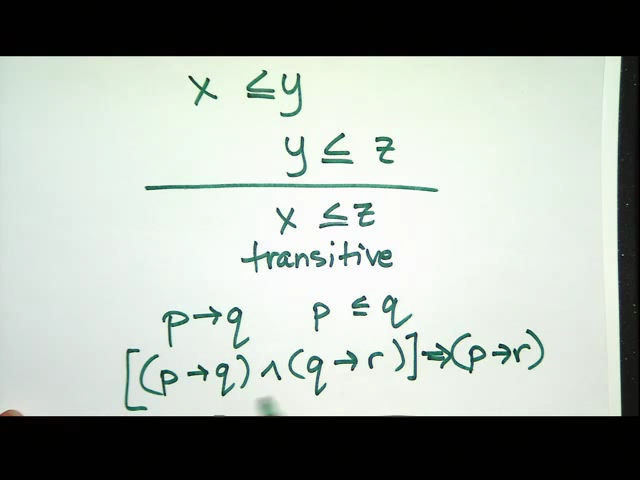 x ≤ y
y ≤ z
x ≤ z
transitive
p → q p ≤ q
[(p → q) ∧ (q → r)] ⇒ (p → r)